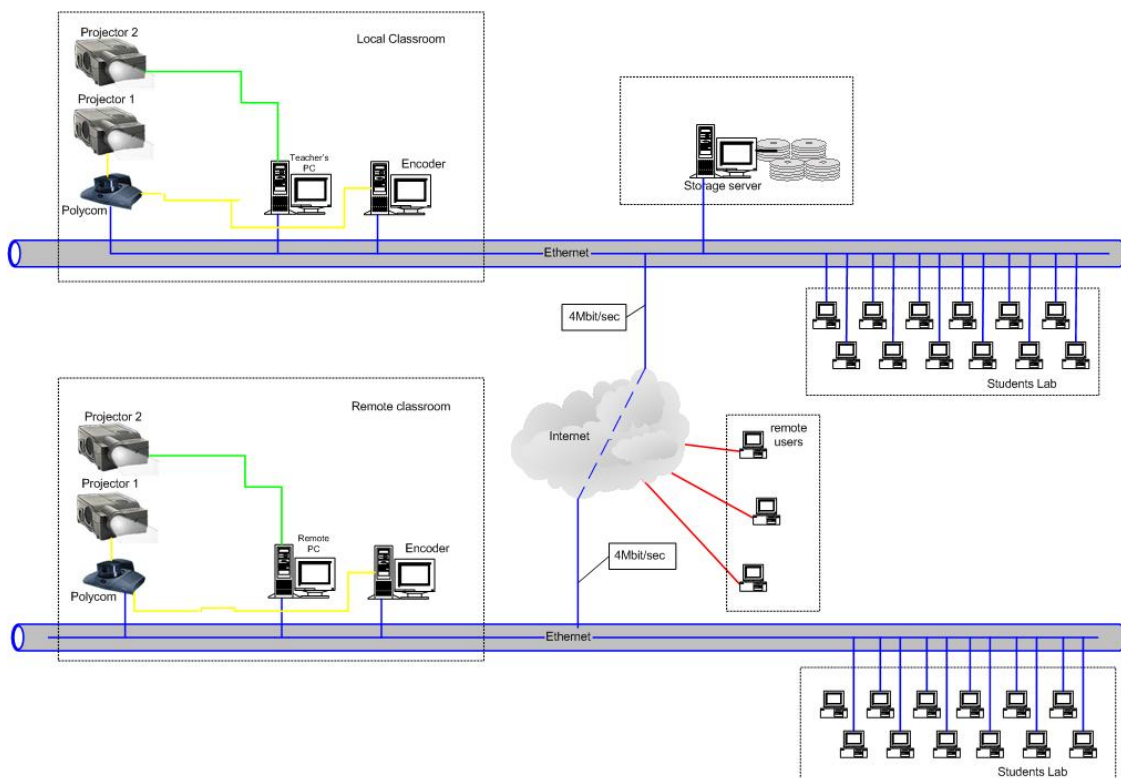 Projector 2
Local Classroom
Projector 1
Teacher's
PC
Encoder
Polycom
Storage server
Ethernet
4Mbit/sec
Students Lab
Remote classroom
Projector 2
Internet
remote
users
Projector 1
Remote
PC
Encoder
4Mbit/sec
Polycom
Ethernet
Students Lab